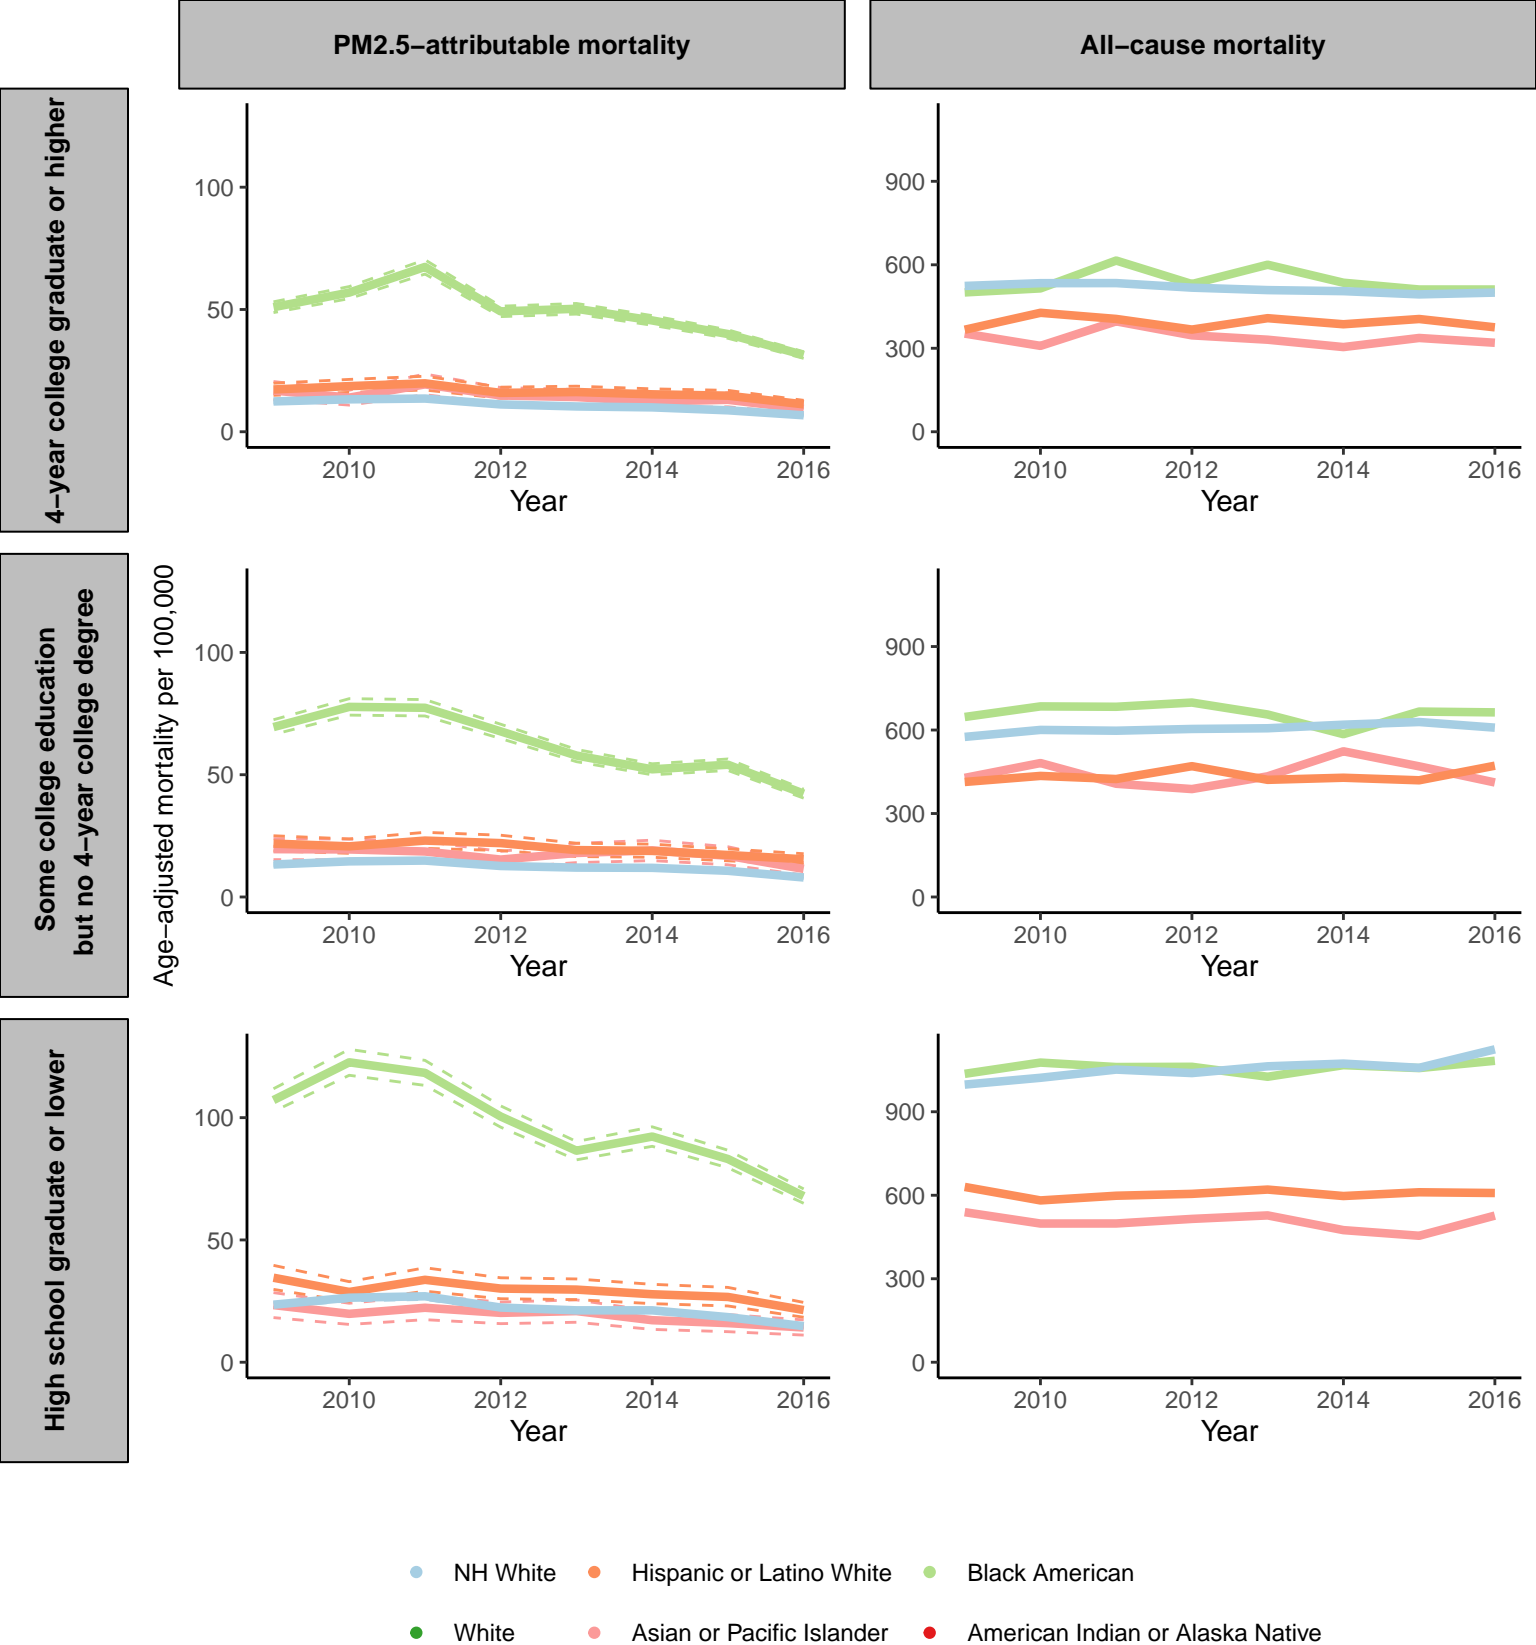 PM2.5−attributable mortality
All−cause mortality
4−year college graduate or higher
100
50
0
2010 2012 2014 2016
Year
900
600
300
0
2010 2012 2014 2016
Year
Some college education
but no 4−year college degree
Age−adjusted mortality per 100,000
100
50
0
2010 2012 2014 2016
Year
900
600
300
0
2010 2012 2014 2016
Year
High school graduate or lower
100
50
0
2010 2012 2014 2016
Year
900
600
300
0
2010 2012 2014 2016
Year
NH White Hispanic or Latino White Black American
White Asian or Pacific Islander American Indian or Alaska Native